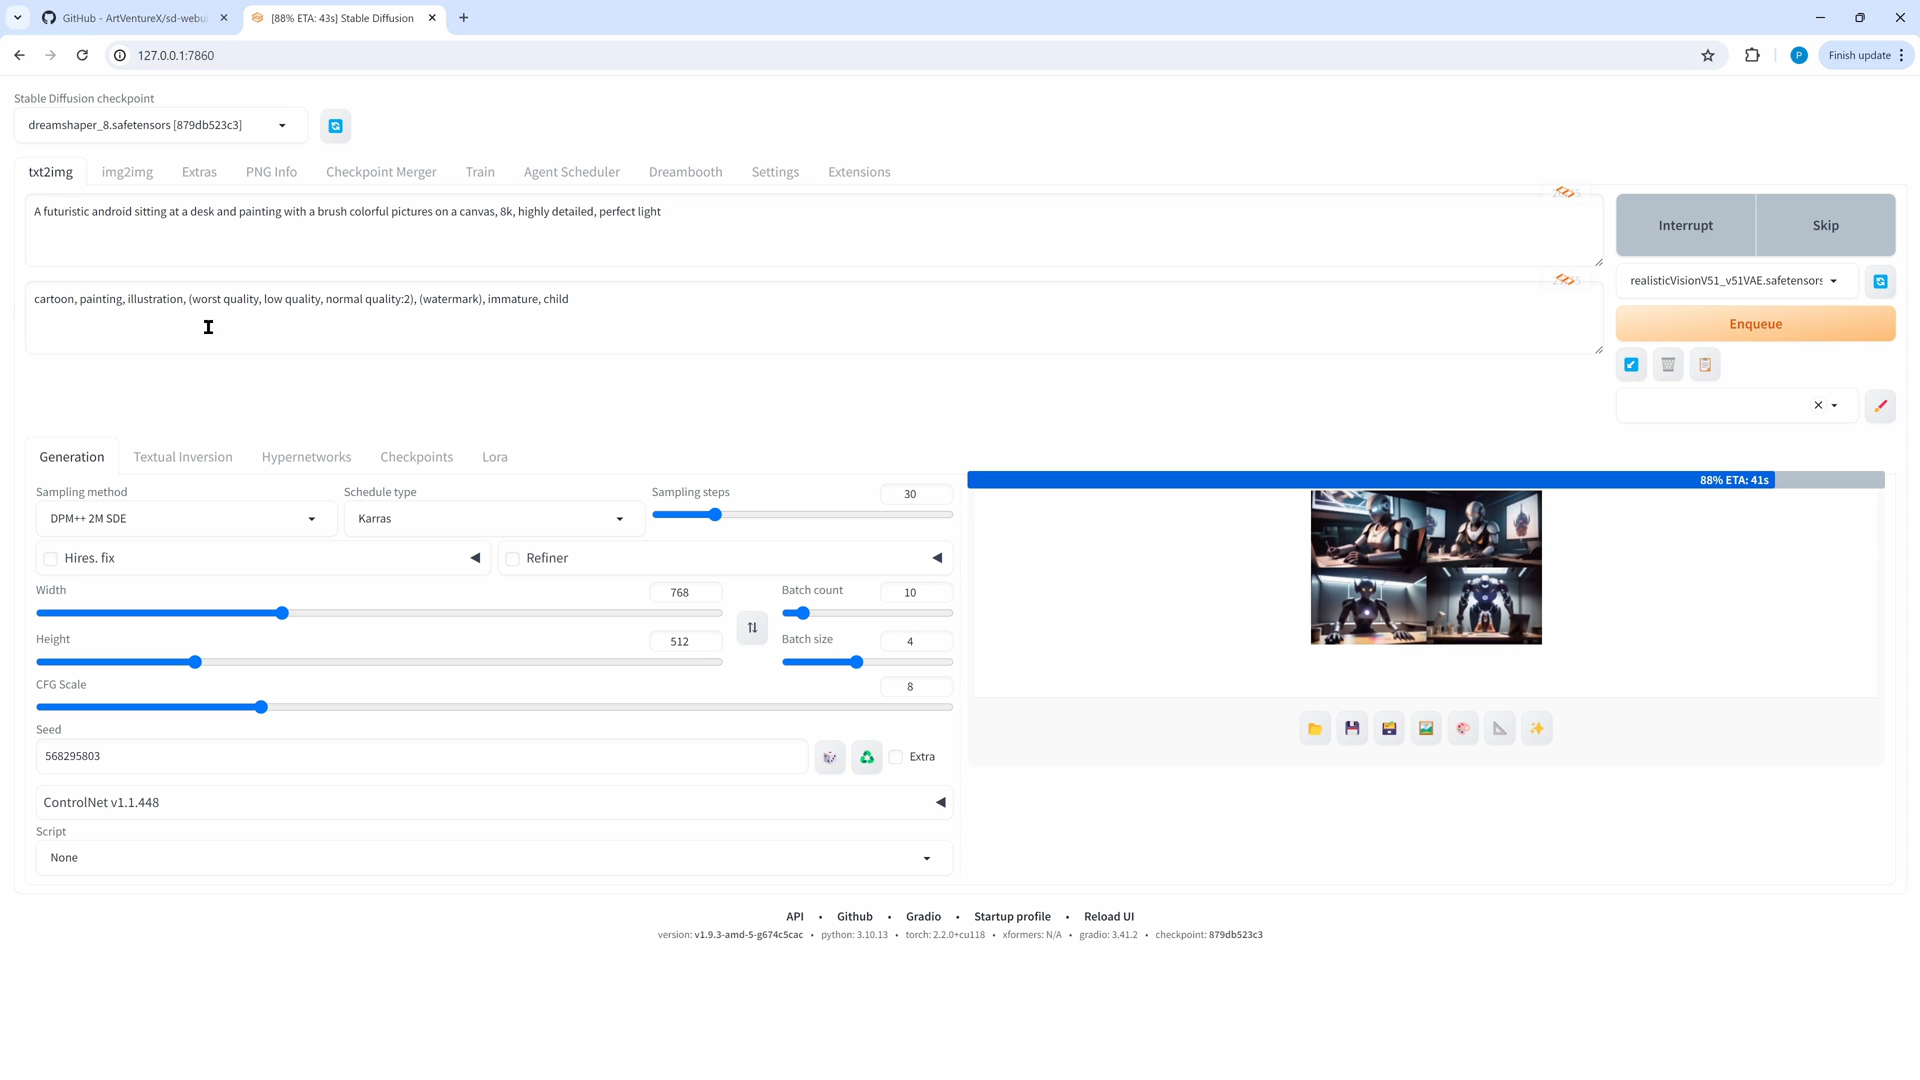 GitHub - ArtVentureX/sd-webui
[88% ETA: 43s] Stable Diffusion
127.0.0.1:7860
P
Finish update
Stable Diffusion checkpoint
dreamshaper_8.safetensors [879db523c3]
txt2img
img2img
Extras
PNG Info
Checkpoint Merger
Train
Agent Scheduler
Dreambooth
Settings
Extensions
A futuristic android sitting at a desk and painting with a brush colorful pictures on a canvas, 8k, highly detailed, perfect light
Interrupt
Skip
realisticVisionV51_v51VAE.safetensors
cartoon, painting, illustration, (worst quality, low quality, normal quality:2), (watermark), immature, child
Enqueue
Generation
Textual Inversion
Hypernetworks
Checkpoints
Lora
88% ETA: 41s
Sampling method
Schedule type
Sampling steps
30
DPM++ 2M SDE
Karras
Hires. fix
Refiner
Width
768
Batch count
10
Height
512
Batch size
4
CFG Scale
8
Seed
568295803
Extra
ControlNet v1.1.448
Script
None
API • Github • Gradio • Startup profile • Reload UI
version: v1.9.3-amd-5-g674c5cac • python: 3.10.13 • torch: 2.2.0+cu118 • xformers: N/A • gradio: 3.41.2 • checkpoint: 879db523c3